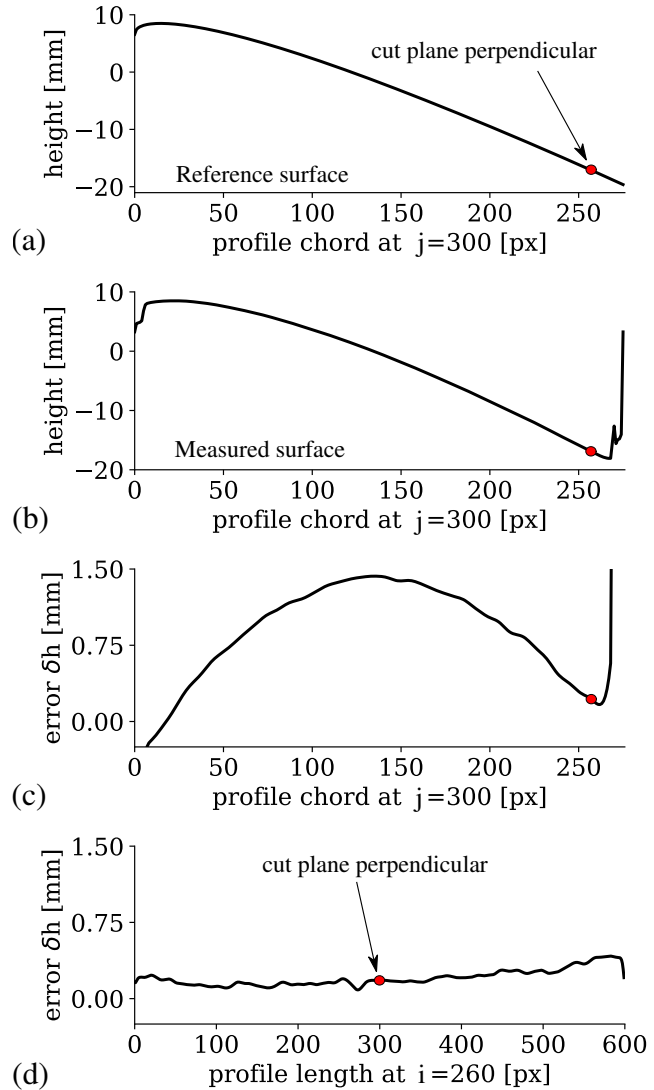 10
0
−10
−20
height [mm]
cut plane perpendicular
Reference surface
0 50 100 150 200 250
(a)
profile chord at j=300 [px]
10
0
−10
−20
height [mm]
Measured surface
0 50 100 150 200 250
(b)
profile chord at j=300 [px]
1.50
0.75
0.00
error δh [mm]
0 50 100 150 200 250
(c)
profile chord at j=300 [px]
1.50
0.75
0.00
error δh [mm]
cut plane perpendicular
0 100 200 300 400 500 600
(d)
profile length at i=260 [px]